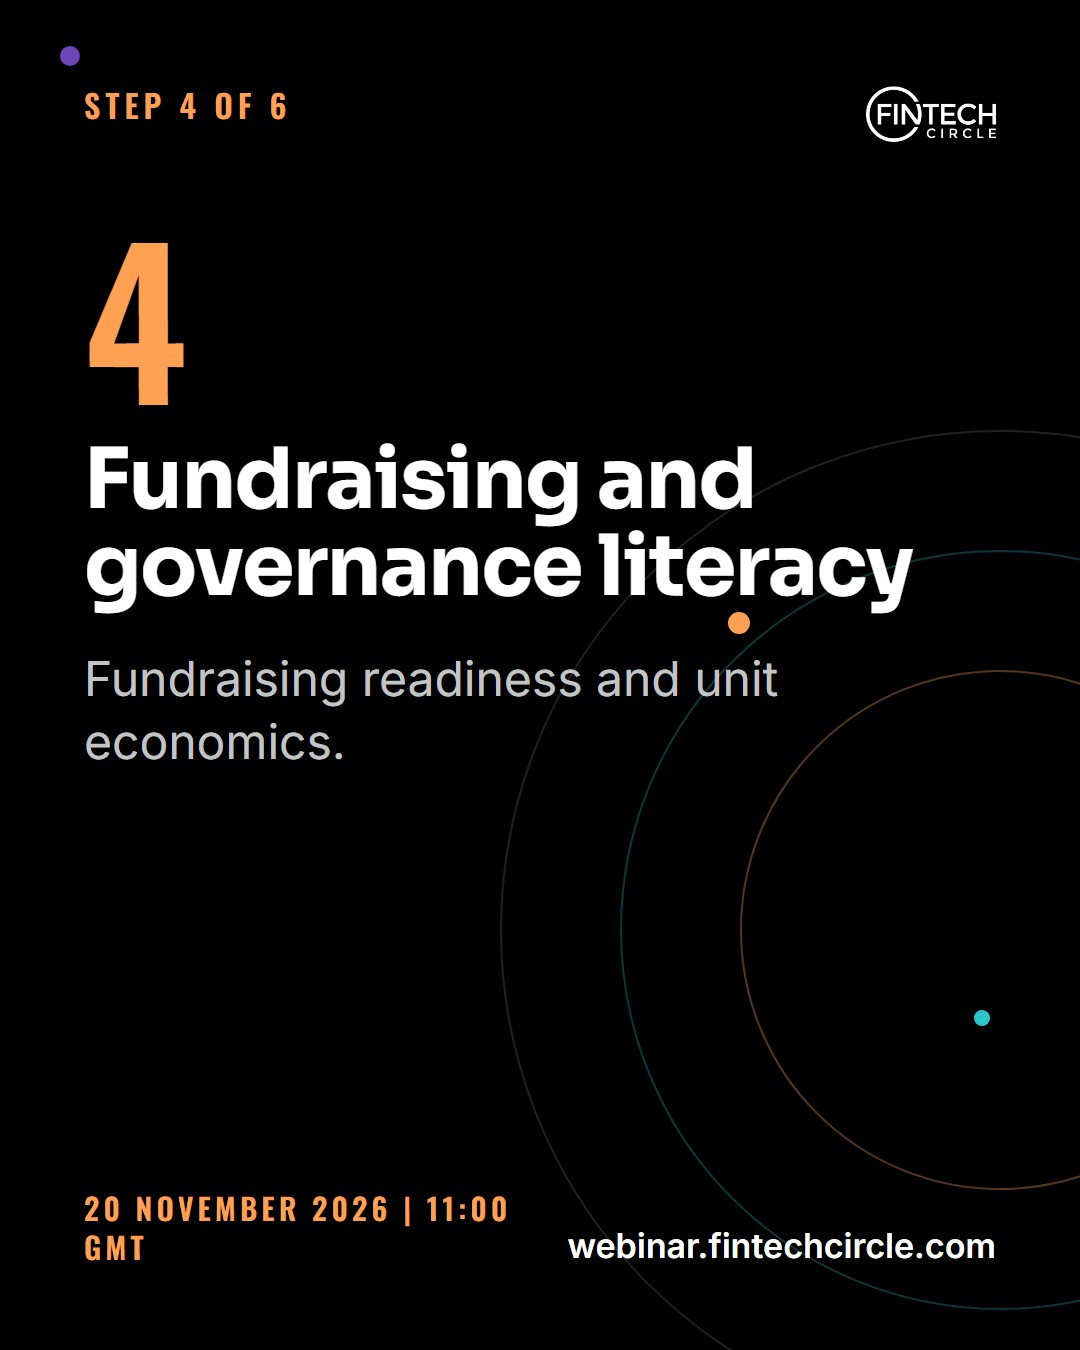 STEP 4 OF 6
FINTECH
CIRCLE
4
Fundraising and
governance literacy
Fundraising readiness and unit
economics.
20 NOVEMBER 2026 | 11:00
GMT
webinar.fintechcircle.com